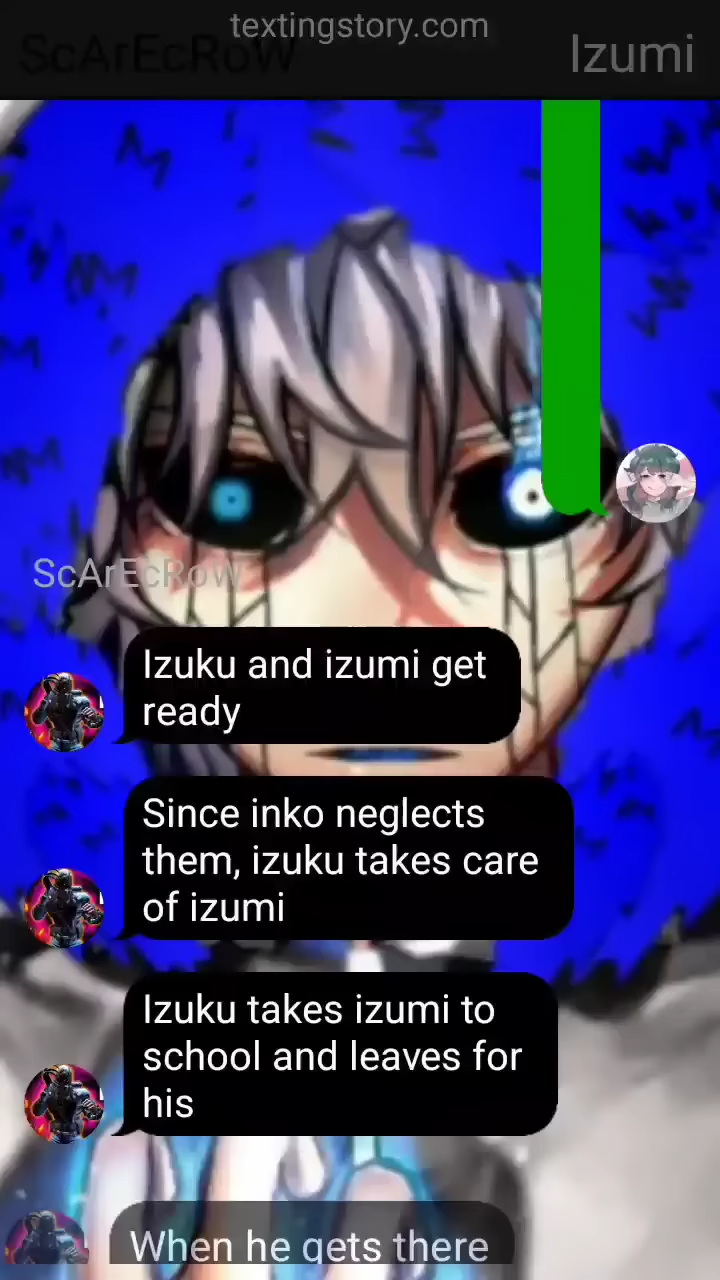 textingstory.com
ScArEcRoW
Izumi
ScArEcRoW
Izuku and izumi get
ready
Since inko neglects
them, izuku takes care
of izumi
Izuku takes izumi to
school and leaves for
his
When he gets there